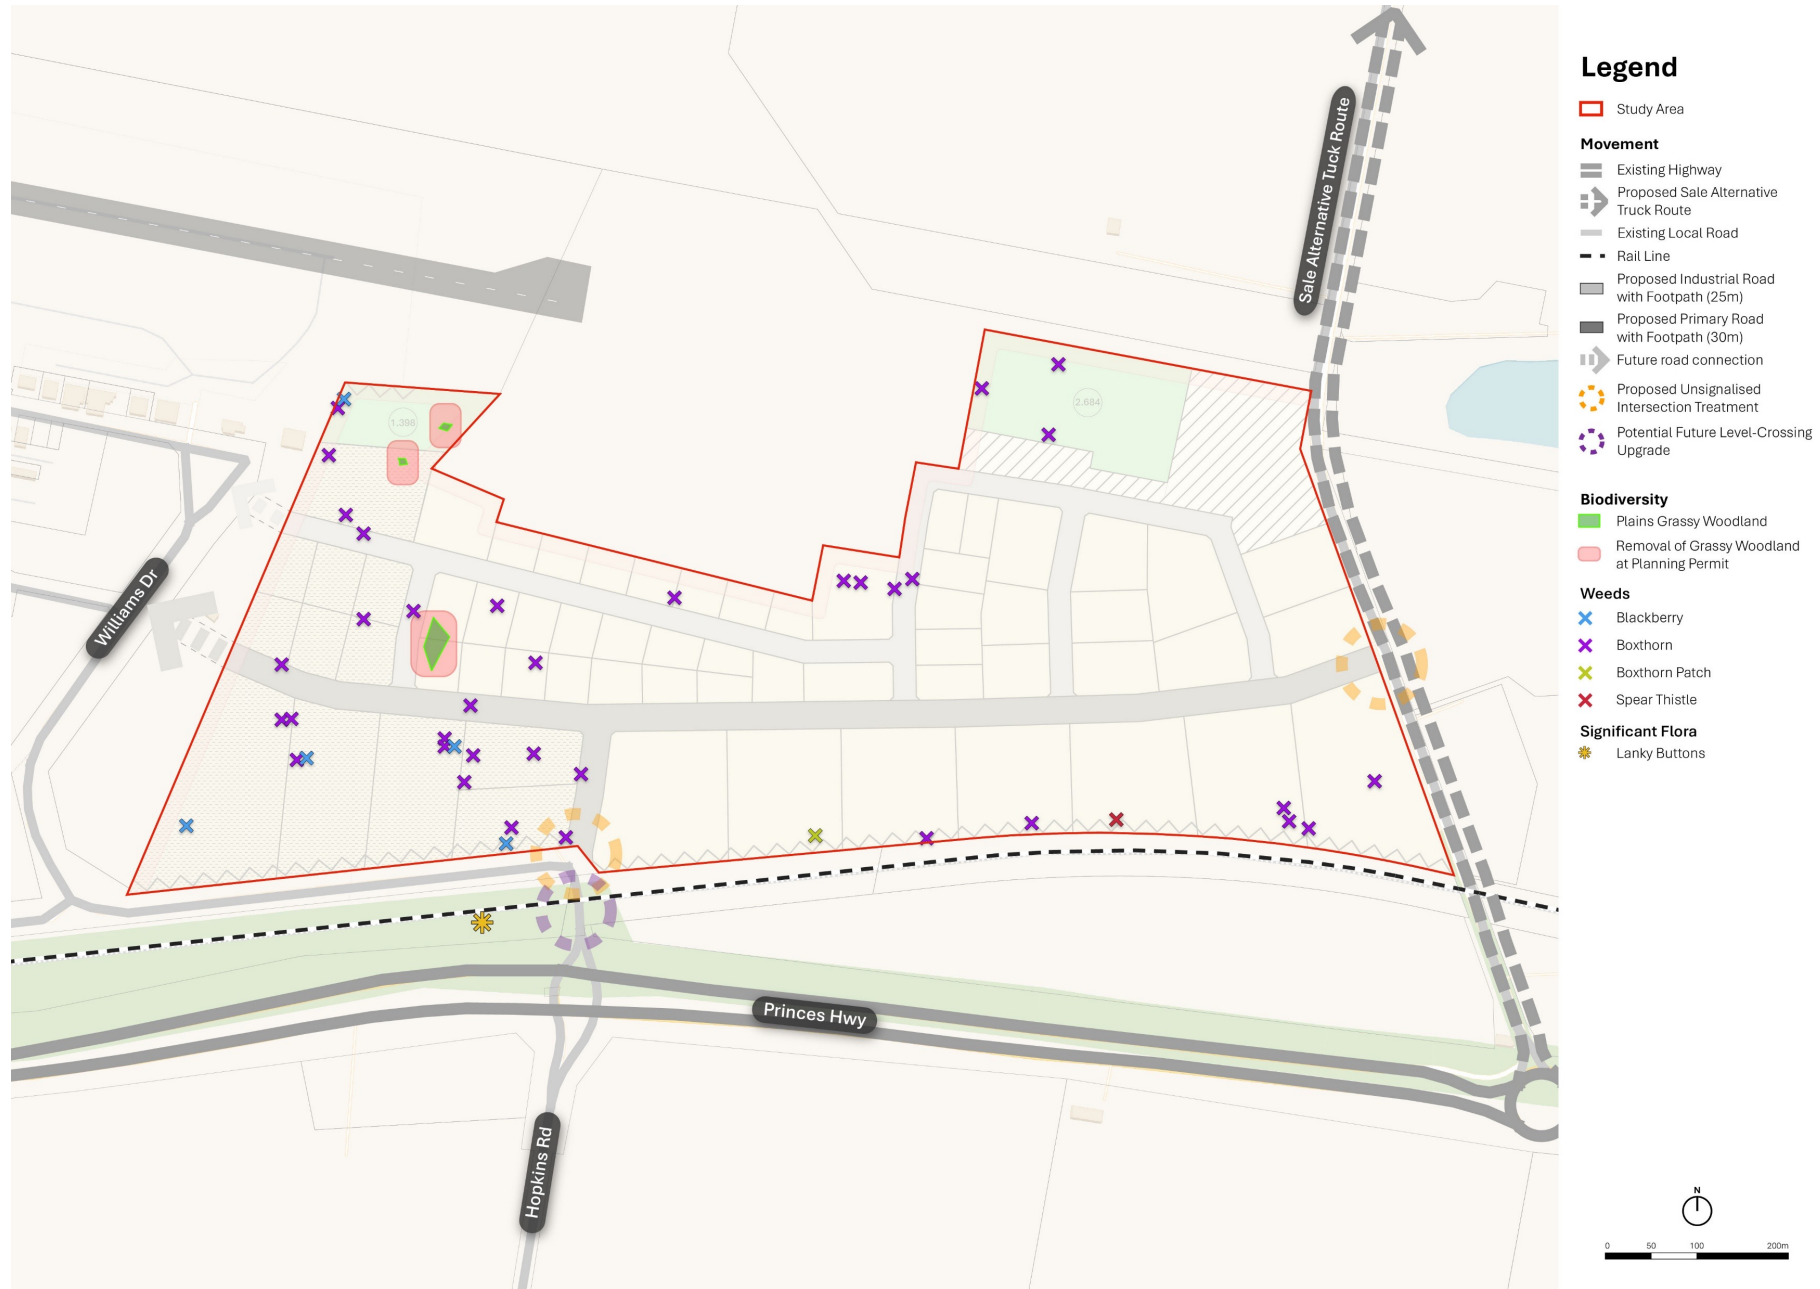 Sale Alternative Tuck Route
1.398
2.684
Williams Dr
Princes Hwy
Hopkins Rd
Legend
Study Area
Movement
Existing Highway
Proposed Sale Alternative
Truck Route
Existing Local Road
Rail Line
Proposed Industrial Road
with Footpath (25m)
Proposed Primary Road
with Footpath (30m)
Future road connection
Proposed Unsignalised
Intersection Treatment
Potential Future Level-Crossing
Upgrade
Biodiversity
Plains Grassy Woodland
Removal of Grassy Woodland
at Planning Permit
Weeds
Blackberry
Boxthorn
Boxthorn Patch
Spear Thistle
Significant Flora
Lanky Buttons
N
0 50 100 200m